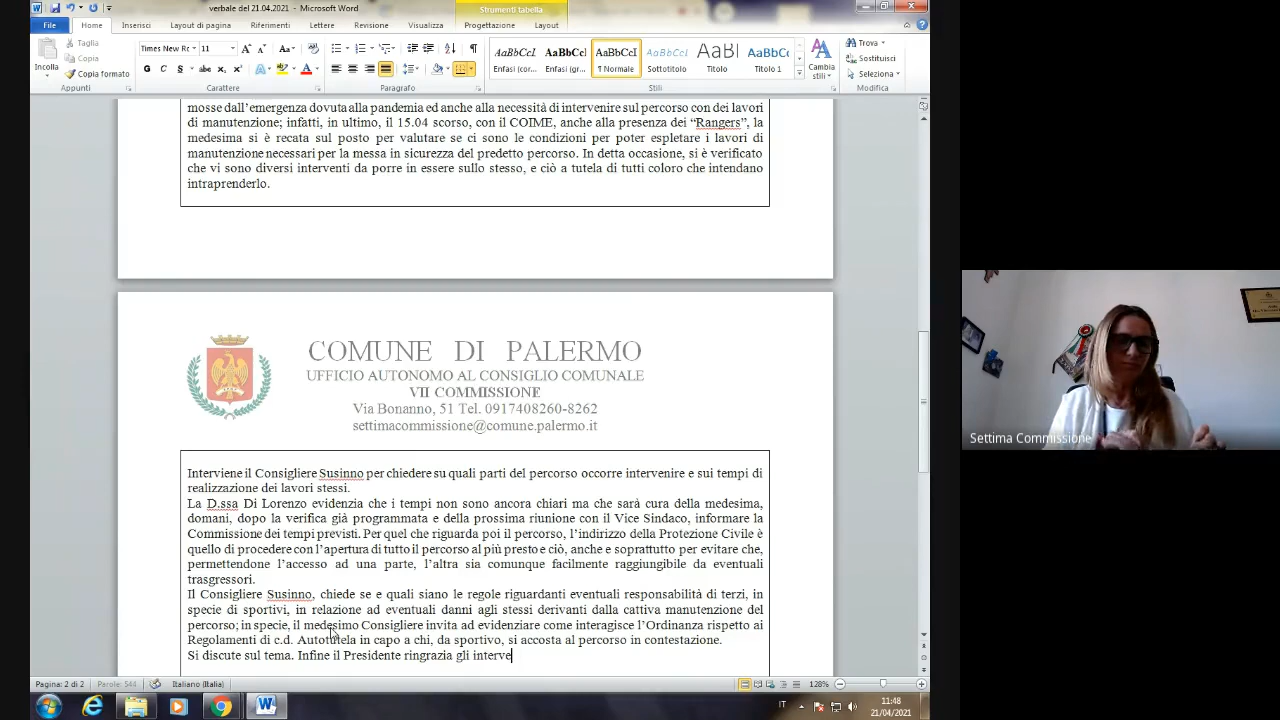 verbale del 21.04.2021 - Microsoft Word
Strumenti tabella
File Home Inserisci Layout di pagina Riferimenti Lettere Revisione Visualizza Progettazione Layout
Incolla
Taglia
Copia
Copia formato
Times New Ro 11
G C S abc x₂ x² Aa
AaBbCcI AaBbCc AaBbCcI AaBbCcI AaBl AaBbCc
Enfasi (cor... Enfasi (gr... ¶ Normale Sottotitolo Titolo Titolo 1
Cambia stili
Trova
Sostituisci
Seleziona
Appunti Carattere Paragrafo Stili Modifica
mosse dall’emergenza dovuta alla pandemia ed anche alla necessità di intervenire sul percorso con dei lavori
di manutenzione; infatti, in ultimo, il 15.04 scorso, con il COIME, anche alla presenza dei “Rangers”, la
medesima si è recata sul posto per valutare se ci sono le condizioni per poter espletare i lavori di
manutenzione necessari per la messa in sicurezza del predetto percorso. In detta occasione, si è verificato
che vi sono diversi interventi da porre in essere sullo stesso, e ciò a tutela di tutti coloro che intendano
intraprenderlo.
COMUNE DI PALERMO
UFFICIO AUTONOMO AL CONSIGLIO COMUNALE
VII COMMISSIONE
Via Bonanno, 51 Tel. 0917408260-8262
settimacommissione@comune.palermo.it
Interviene il Consigliere Susinno per chiedere su quali parti del percorso occorre intervenire e sui tempi di
realizzazione dei lavori stessi.
La D.ssa Di Lorenzo evidenzia che i tempi non sono ancora chiari ma che sarà cura della medesima,
domani, dopo la verifica già programmata e della prossima riunione con il Vice Sindaco, informare la
Commissione dei tempi previsti. Per quel che riguarda poi il percorso, l’indirizzo della Protezione Civile è
quello di procedere con l’apertura di tutto il percorso al più presto e ciò, anche e soprattutto per evitare che,
permettendone l’accesso ad una parte, l’altra sia comunque facilmente raggiungibile da eventuali
trasgressori.
Il Consigliere Susinno, chiede se e quali siano le regole riguardanti eventuali responsabilità di terzi, in
specie di sportivi, in relazione ad eventuali danni agli stessi derivanti dalla cattiva manutenzione del
percorso; in specie, il medesimo Consigliere invita ad evidenziare come interagisce l’Ordinanza rispetto ai
Regolamenti di c.d. Autotutela in capo a chi, da sportivo, si accosta al percorso in contestazione.
Si discute sul tema. Infine il Presidente ringrazia gli interve
Settima Commissione
Pagina: 2 di 2 Parole: 544 Italiano (Italia) 128%
IT 11:48
21/04/2021